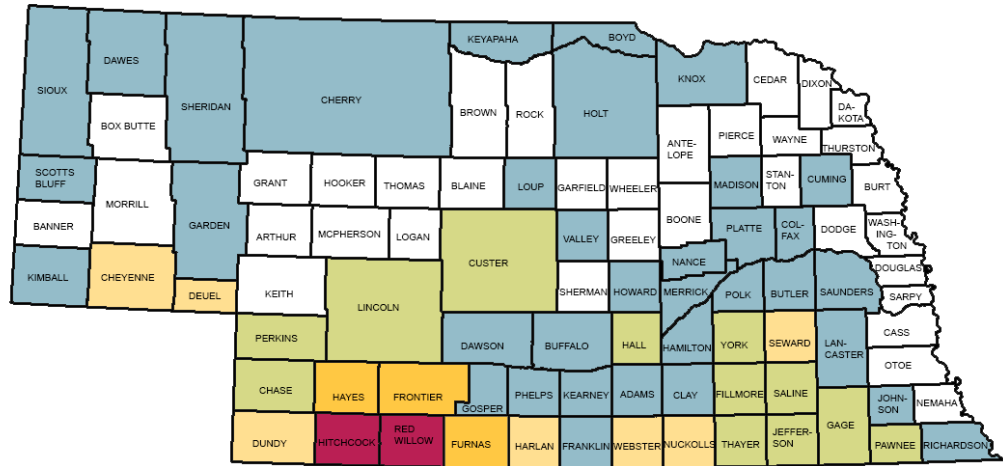 KEYAPAHA
BOYD
DAWES
SIOUX
SHERIDAN
CHERRY
KNOX
CEDAR
DIXON
BROWN
ROCK
HOLT
DA-
KOTA
BOX BUTTE
ANTE-
LOPE
PIERCE
WAYNE
THURSTON
SCOTTS
BLUFF
MORRILL
GARDEN
GRANT
HOOKER
THOMAS
BLAINE
LOUP
GARFIELD
WHEELER
MADISON
STAN-
TON
CUMING
BURT
BANNER
ARTHUR
MCPHERSON
LOGAN
CUSTER
VALLEY
GREELEY
BOONE
PLATTE
COL-
FAX
DODGE
WASH-
ING-
TON
KIMBALL
CHEYENNE
DEUEL
KEITH
LINCOLN
SHERMAN
HOWARD
NANCE
MERRICK
POLK
BUTLER
SAUNDERS
DOUGLAS
SARPY
PERKINS
DAWSON
BUFFALO
HALL
HAMILTON
YORK
SEWARD
LAN-
CASTER
CASS
OTOE
CHASE
HAYES
FRONTIER
GOSPER
PHELPS
KEARNEY
ADAMS
CLAY
FILLMORE
SALINE
GAGE
JOHN-
SON
NEMAHA
DUNDY
HITCHCOCK
RED
WILLOW
FURNAS
HARLAN
FRANKLIN
WEBSTER
NUCKOLLS
THAYER
JEFFER-
SON
PAWNEE
RICHARDSON